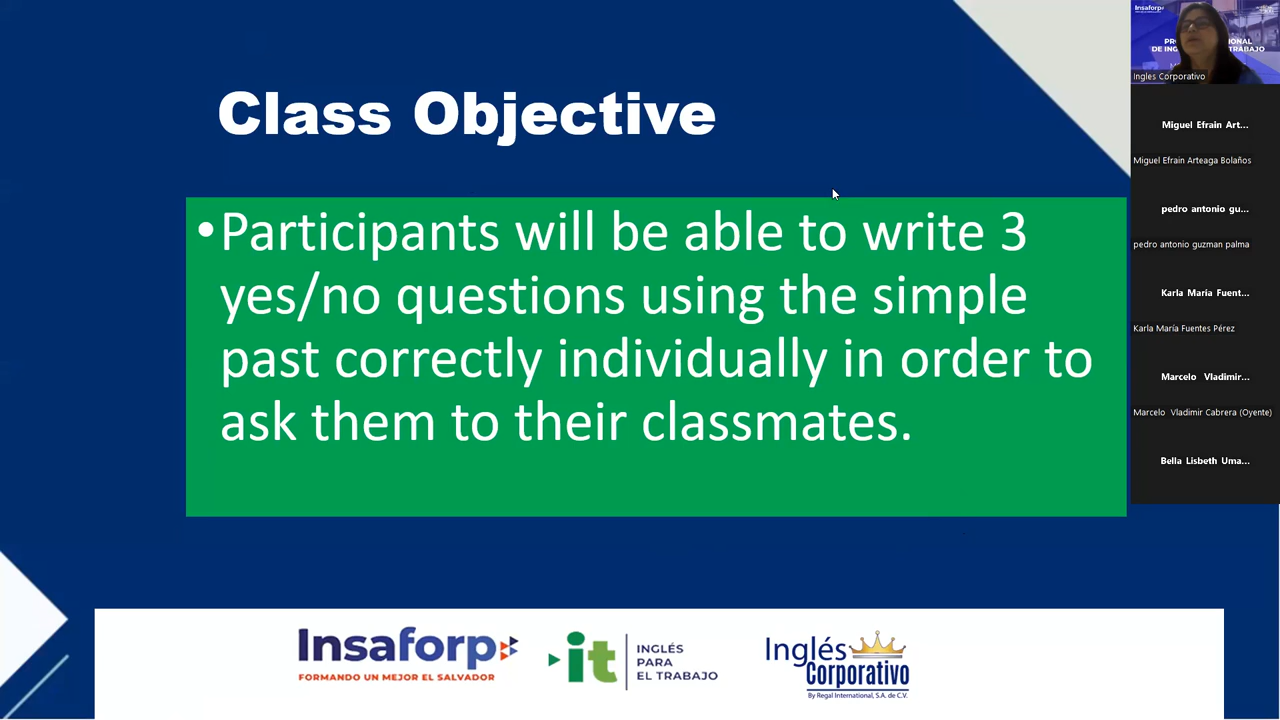 Class Objective
•Participants will be able to write 3
yes/no questions using the simple
past correctly individually in order to
ask them to their classmates.
Insaforp
FORMANDO UN MEJOR EL SALVADOR
it
INGLÉS
PARA
EL TRABAJO
Inglés
Corporativo
By Regal International, S.A. de C.V.
Insaforp
DE ING TRABAJO
Ingles Corporativo
Miguel Efrain Art...
Miguel Efrain Arteaga Bolaños
pedro antonio gu...
pedro antonio guzman palma
Karla María Fuent...
Karla María Fuentes Pérez
Marcelo Vladimir...
Marcelo Vladimir Cabrera (Oyente)
Bella Lisbeth Uma...